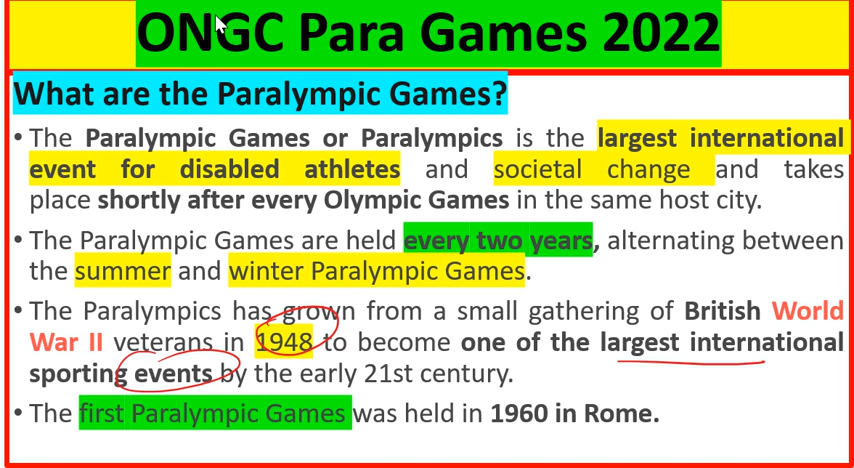 ONGC Para Games 2022
What are the Paralympic Games?
• The Paralympic Games or Paralympics is the largest international
event for disabled athletes and societal change and takes
place shortly after every Olympic Games in the same host city.
• The Paralympic Games are held every two years, alternating between
the summer and winter Paralympic Games.
• The Paralympics has grown from a small gathering of British World
War II veterans in 1948 to become one of the largest international
sporting events by the early 21st century.
• The first Paralympic Games was held in 1960 in Rome.